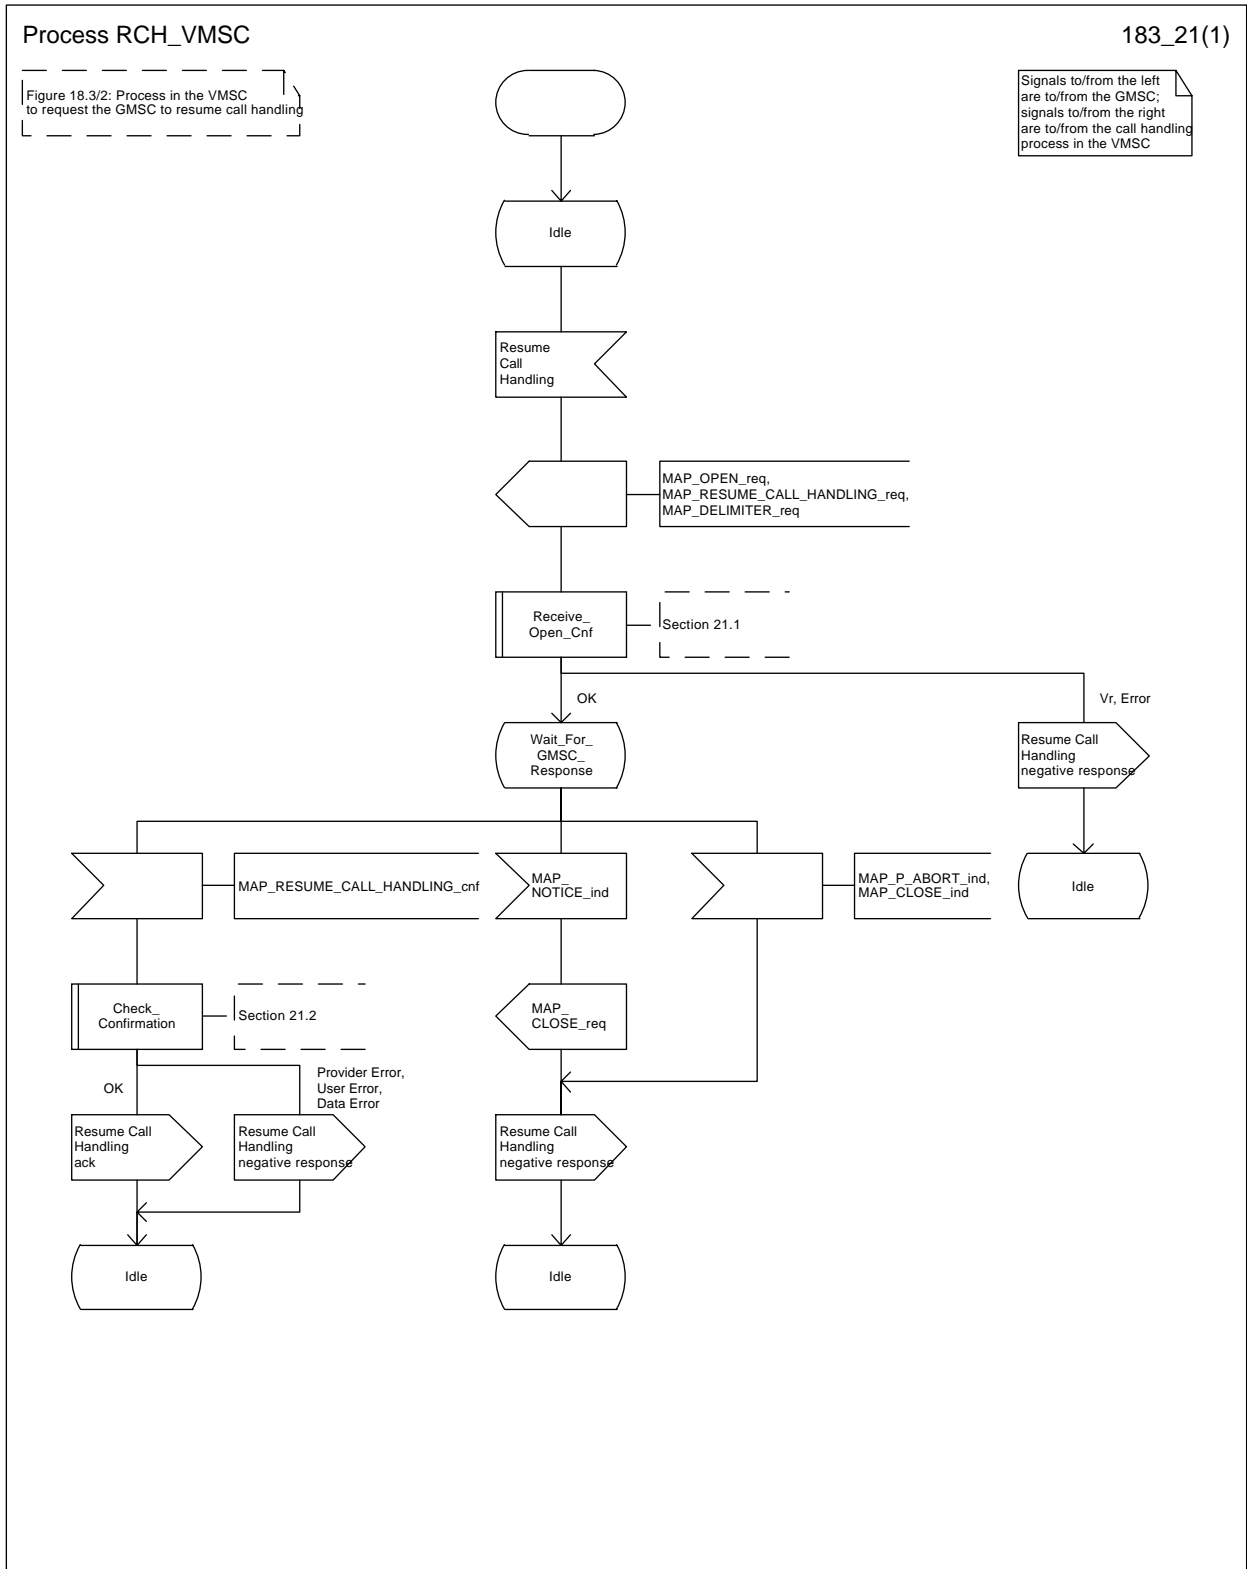 Process RCH_VMSC
183_21(1)
Figure 18.3/2: Process in the VMSC
to request the GMSC to resume call handling
Signals to/from the left
are to/from the GMSC;
signals to/from the right
are to/from the call handling
process in the VMSC
Idle
Resume
Call
Handling
MAP_OPEN_req,
MAP_RESUME_CALL_HANDLING_req,
MAP_DELIMITER_req
Receive_
Open_Cnf
Section 21.1
OK
Vr, Error
Wait_For_
GMSC_
Response
Resume Call
Handling
negative response
MAP_RESUME_CALL_HANDLING_cnf
MAP_
NOTICE_ind
MAP_P_ABORT_ind,
MAP_CLOSE_ind
Idle
Check_
Confirmation
Section 21.2
MAP_
CLOSE_req
OK
Provider Error,
User Error,
Data Error
Resume Call
Handling
ack
Resume Call
Handling
negative response
Resume Call
Handling
negative response
Idle
Idle